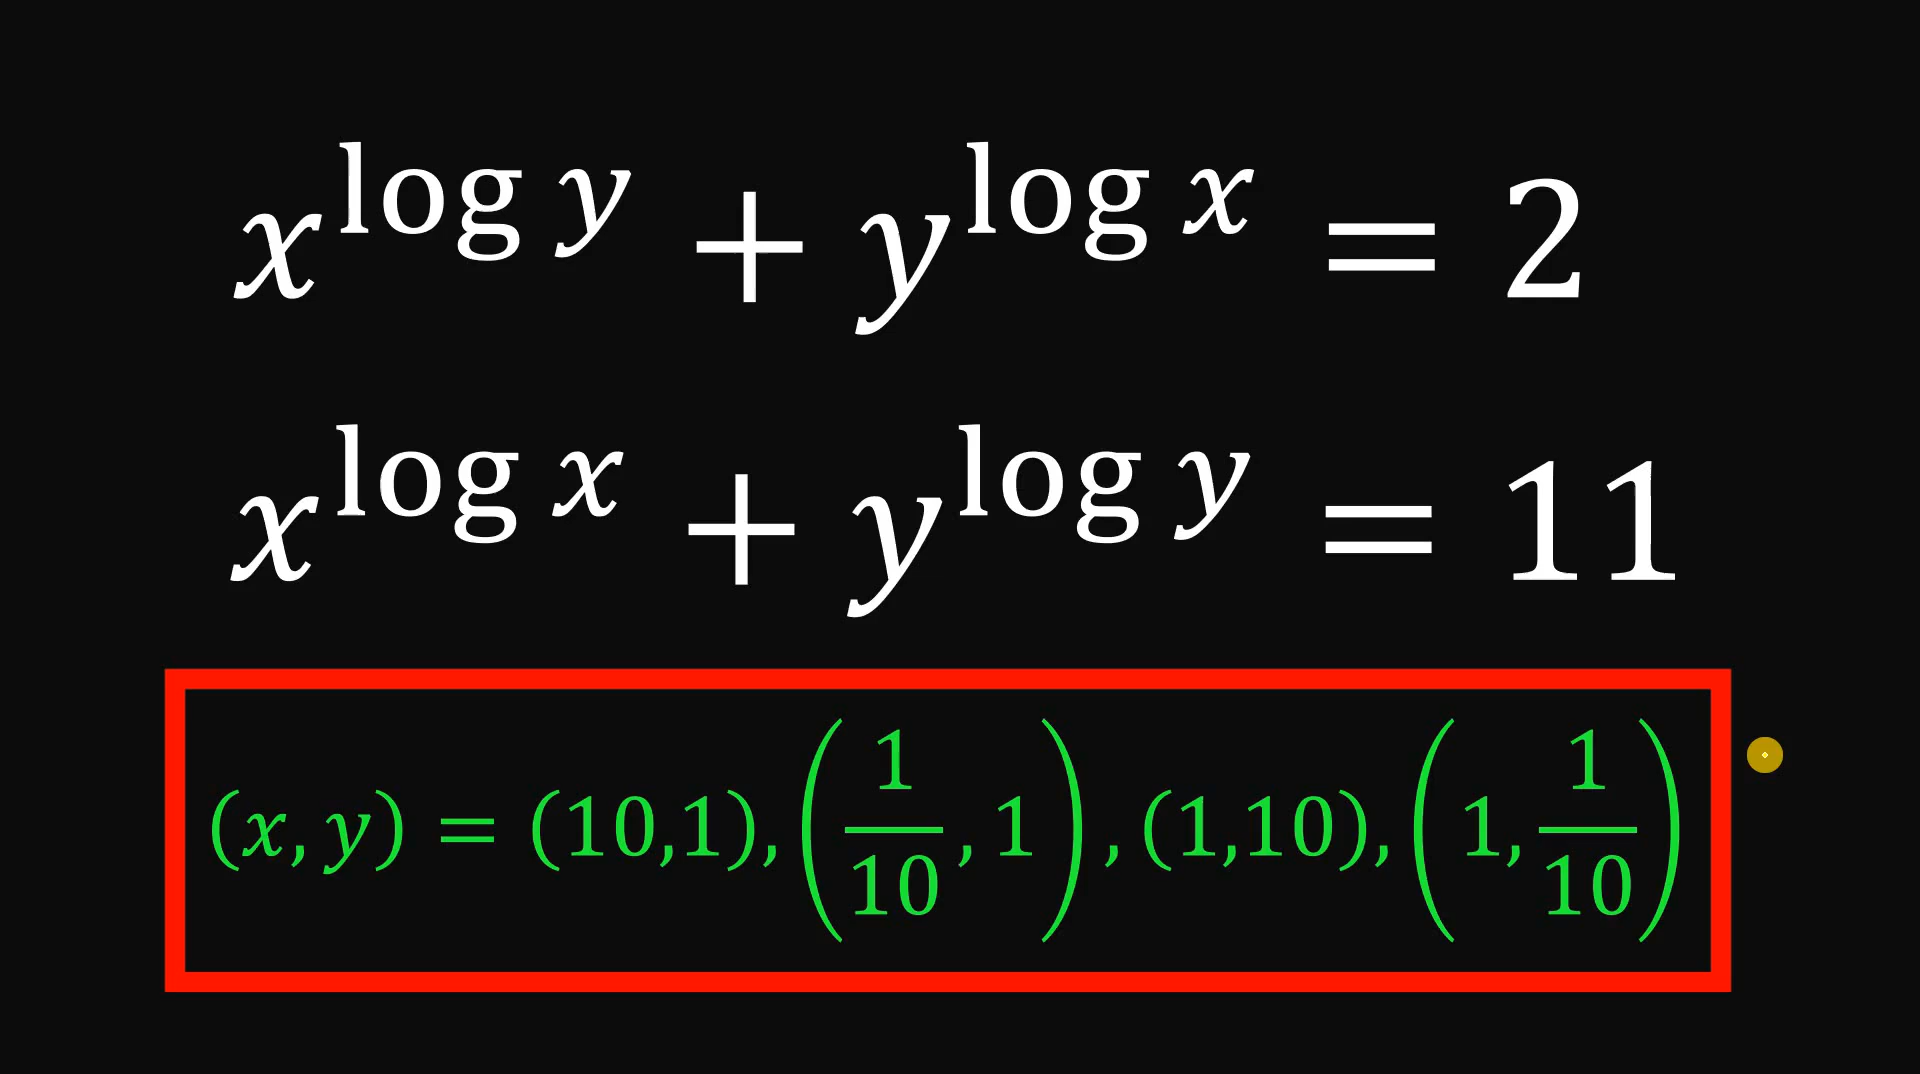 x^{log y} + y^{log x} = 2
x^{log x} + y^{log y} = 11
(x, y) = (10,1), (1/10, 1), (1,10), (1, 1/10)